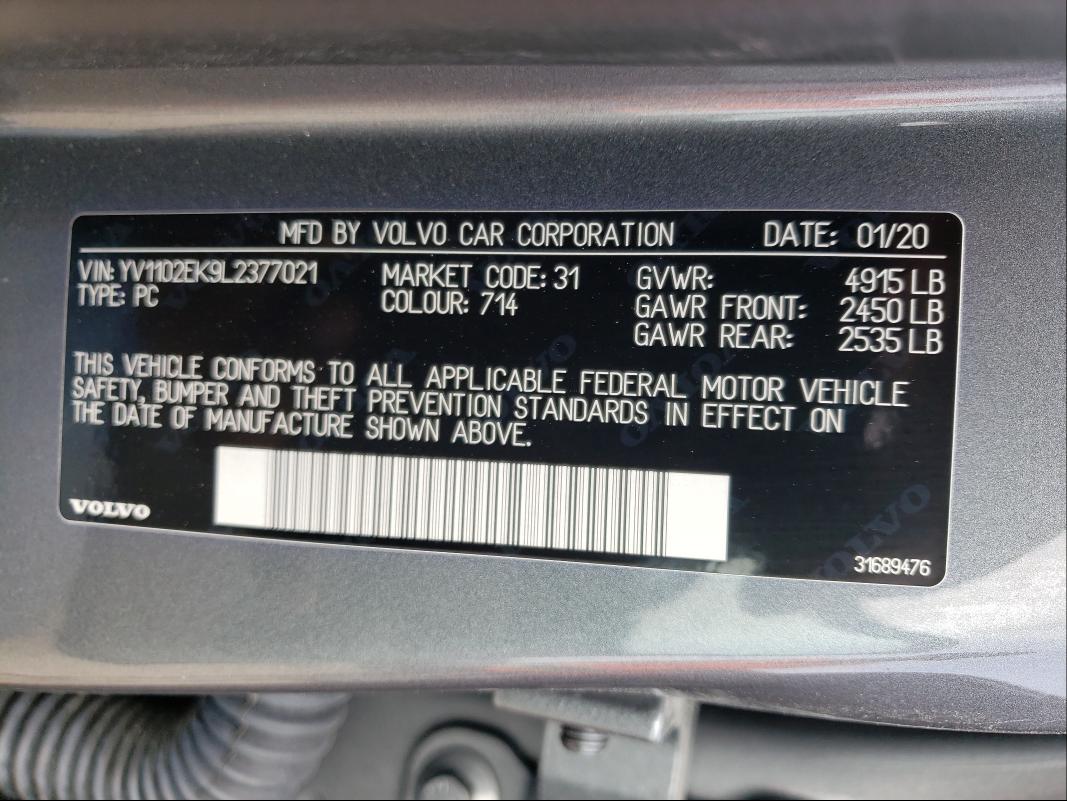 MFD BY VOLVO CAR CORPORATION DATE: 01/20
VIN: YV1102EK9L2377021 MARKET CODE: 31 GVWR: 4915 LB
TYPE: PC COLOUR: 714 GAWR FRONT: 2450 LB
GAWR REAR: 2535 LB
THIS VEHICLE CONFORMS TO ALL APPLICABLE FEDERAL MOTOR VEHICLE
SAFETY, BUMPER AND THEFT PREVENTION STANDARDS IN EFFECT ON
THE DATE OF MANUFACTURE SHOWN ABOVE.
VOLVO
31689476